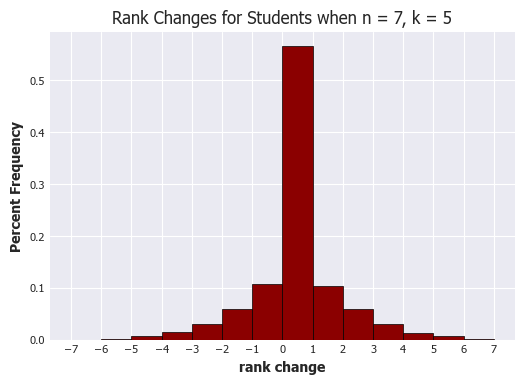 Rank Changes for Students when n = 7, k = 5
Percent Frequency
0.5
0.4
0.3
0.2
0.1
0.0
−7 −6 −5 −4 −3 −2 −1 0 1 2 3 4 5 6 7
rank change